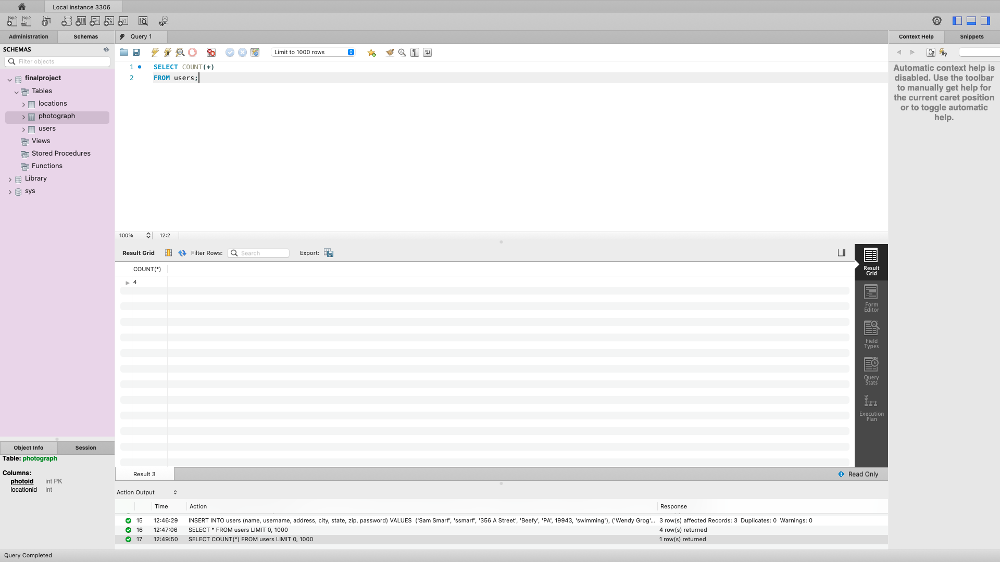 Local instance 3306
Administration
Schemas
Query 1
Context Help
Snippets
SCHEMAS
Filter objects
Limit to 1000 rows
1 SELECT COUNT(*)
2 FROM users;
finalproject
Tables
locations
photograph
users
Views
Stored Procedures
Functions
Library
sys
Automatic context help is
disabled. Use the toolbar
to manually get help for
the current caret position
or to toggle automatic
help.
100% 12:2
Result Grid Filter Rows: Search Export:
COUNT(*)
4
Result
Grid
Form
Editor
Field
Types
Query
Stats
Execution
Plan
Object Info
Session
Table: photograph
Columns:
photoid int PK
locationid int
Result 3
Read Only
Action Output
Time Action Response
15 12:46:29 INSERT INTO users (name, username, address, city, state, zip, password) VALUES ('Sam Smarf', 'ssmarf', '356 A Street', 'Beefy', 'PA', 19943, 'swimming'), ('Wendy Grog'... 3 row(s) affected Records: 3 Duplicates: 0 Warnings: 0
16 12:47:06 SELECT * FROM users LIMIT 0, 1000 4 row(s) returned
17 12:49:50 SELECT COUNT(*) FROM users LIMIT 0, 1000 1 row(s) returned
Query Completed